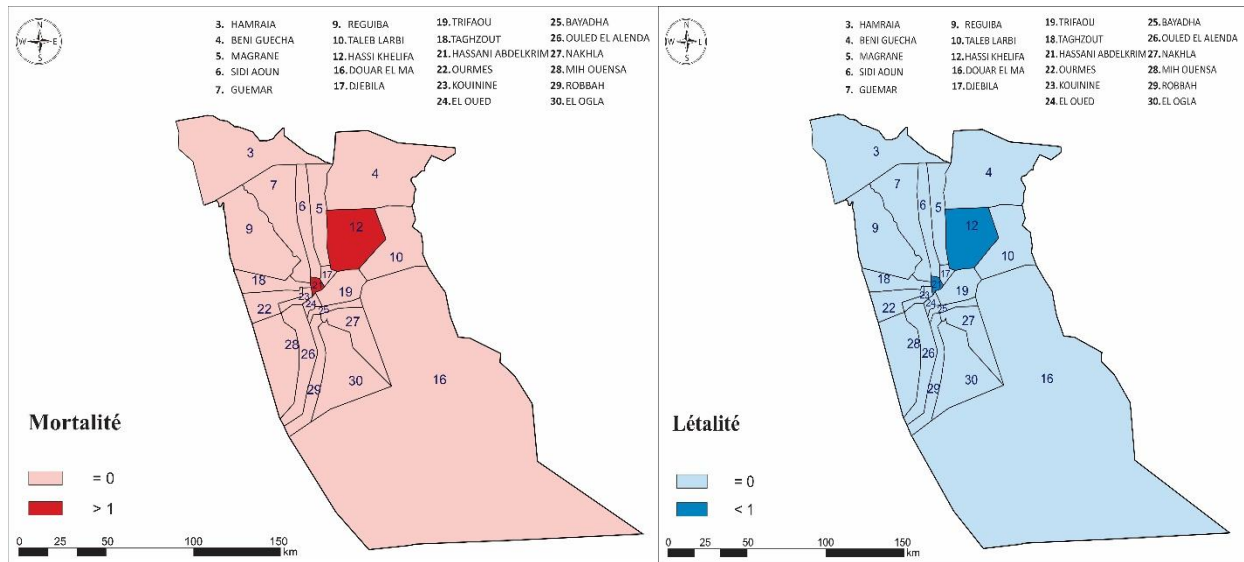 N
W E
S
3. HAMRAIA
4. BENI GUECHA
5. MAGRANE
6. SIDI AOUN
7. GUEMAR
9. REGUIBA
10. TALEB LARBI
12. HASSI KHELIFA
16. DOUAR EL MA
17. DJEBILA
19. TRIFAOU
18. TAGHZOUT
21. HASSANI ABDELKRIM
22. OURMES
23. KOUININE
24. EL OUED
25. BAYADHA
26. OULED EL ALENDA
27. NAKHLA
28. MIH OUENSA
29. ROBBAH
30. EL OGLA
3
4
7
6
5
12
9
10
17
18
21
19
23
22
24
25
27
28
26
30
29
16
Mortalité
= 0
> 1
0 25 50 100 150
km
N
W L
S
3. HAMRAIA
4. BENI GUECHA
5. MAGRANE
6. SIDI AOUN
7. GUEMAR
9. REGUIBA
10. TALEB LARBI
12. HASSI KHELIFA
16. DOUAR EL MA
17. DJEBILA
19. TRIFAOU
18. TAGHZOUT
21. HASSANI ABDELKRIM
22. OURMES
23. KOUININE
24. EL OUED
25. BAYADHA
26. OULED EL ALENDA
27. NAKHLA
28. MIH OUENSA
29. ROBBAH
30. EL OGLA
3
4
7
6
5
12
9
10
17
18
21
19
23
22
24
25
27
28
26
30
29
16
Létalité
= 0
< 1
0 25 50 100 150
km